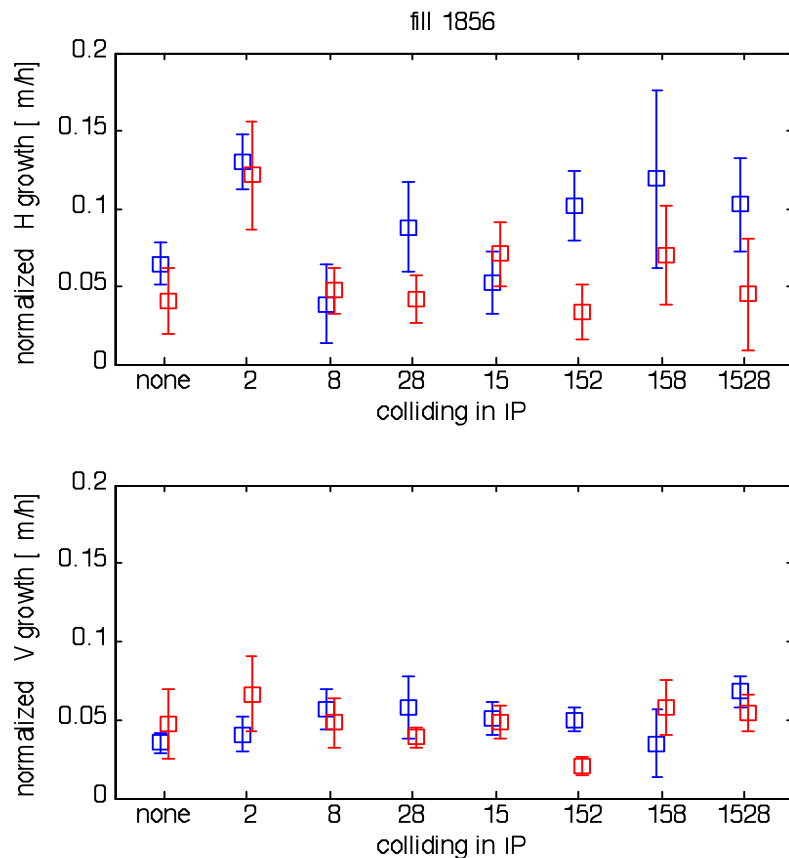 fill 1856
normalized H growth [ m/h]
0.2
0.15
0.1
0.05
0
none 2 8 28 15 152 158 1528
colliding in IP
normalized V growth [ m/h]
0.2
0.15
0.1
0.05
0
none 2 8 28 15 152 158 1528
colliding in IP